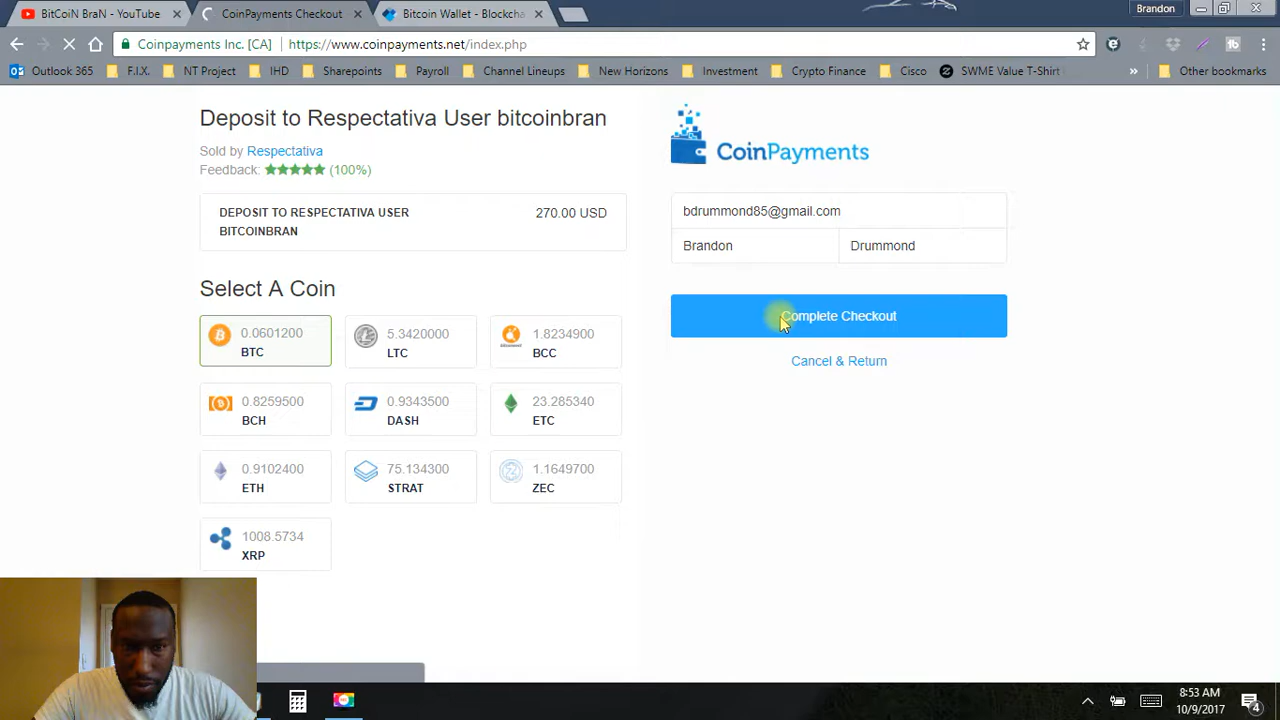 BitCoiN BraN - YouTube
CoinPayments Checkout
Bitcoin Wallet - Blockcha
Brandon
Coinpayments Inc. [CA]
https://www.coinpayments.net/index.php
Outlook 365
F.I.X.
NT Project
IHD
Sharepoints
Payroll
Channel Lineups
New Horizons
Investment
Crypto Finance
Cisco
SWME Value T-Shirt
»
Other bookmarks
Deposit to Respectativa User bitcoinbran
Sold by Respectativa
Feedback: ★★★★★ (100%)
DEPOSIT TO RESPECTATIVA USER
BITCOINBRAN
270.00 USD
Select A Coin
0.0601200
BTC
5.3420000
LTC
1.8234900
BCC
0.8259500
BCH
0.9343500
DASH
23.285340
ETC
0.9102400
ETH
75.134300
STRAT
1.1649700
ZEC
1008.5734
XRP
CoinPayments
bdrummond85@gmail.com
Brandon
Drummond
Complete Checkout
Cancel & Return
8:53 AM
10/9/2017
4